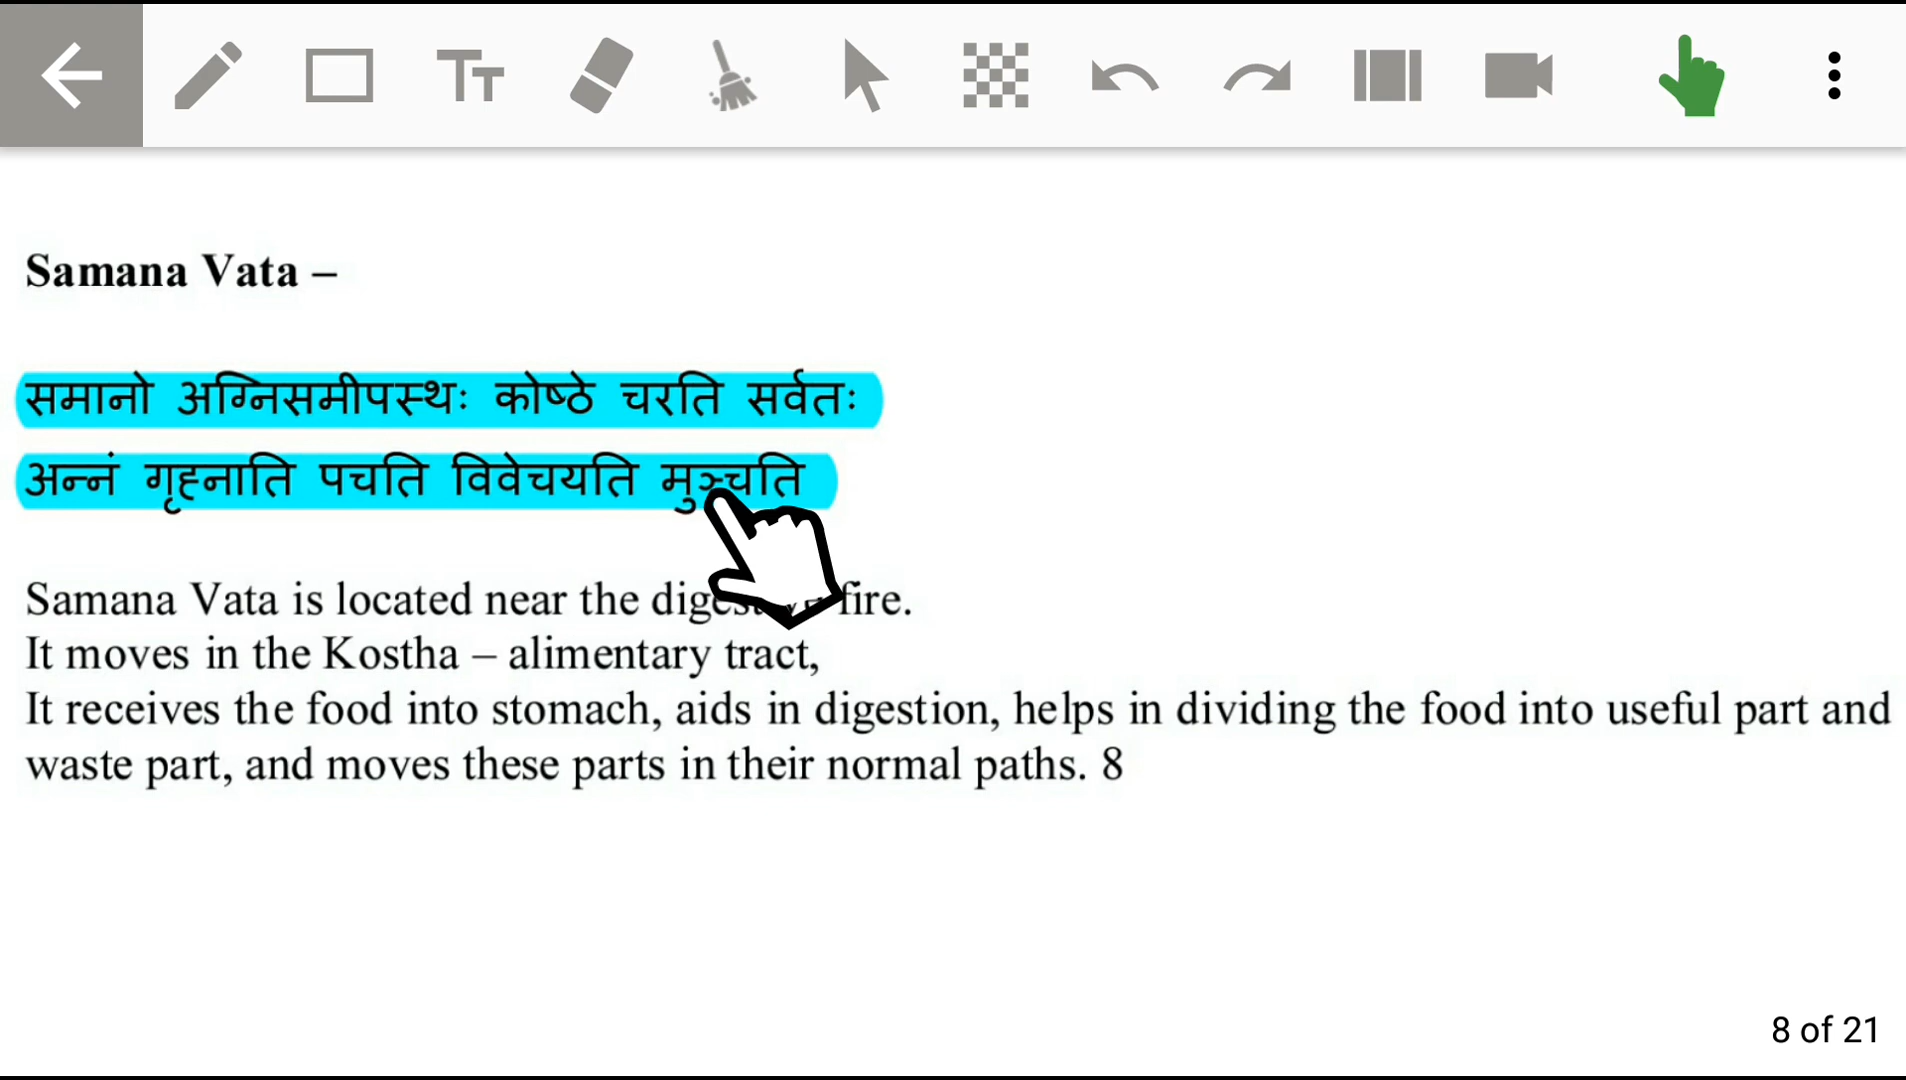 Samana Vata –
समानो अग्निसमीपस्थः कोष्ठे चरति सर्वतः
अन्नं गृह्नाति पचति विवेचयति मुञ्चति
Samana Vata is located near the digestive fire.
It moves in the Kostha – alimentary tract,
It receives the food into stomach, aids in digestion, helps in dividing the food into useful part and
waste part, and moves these parts in their normal paths. 8
8 of 21